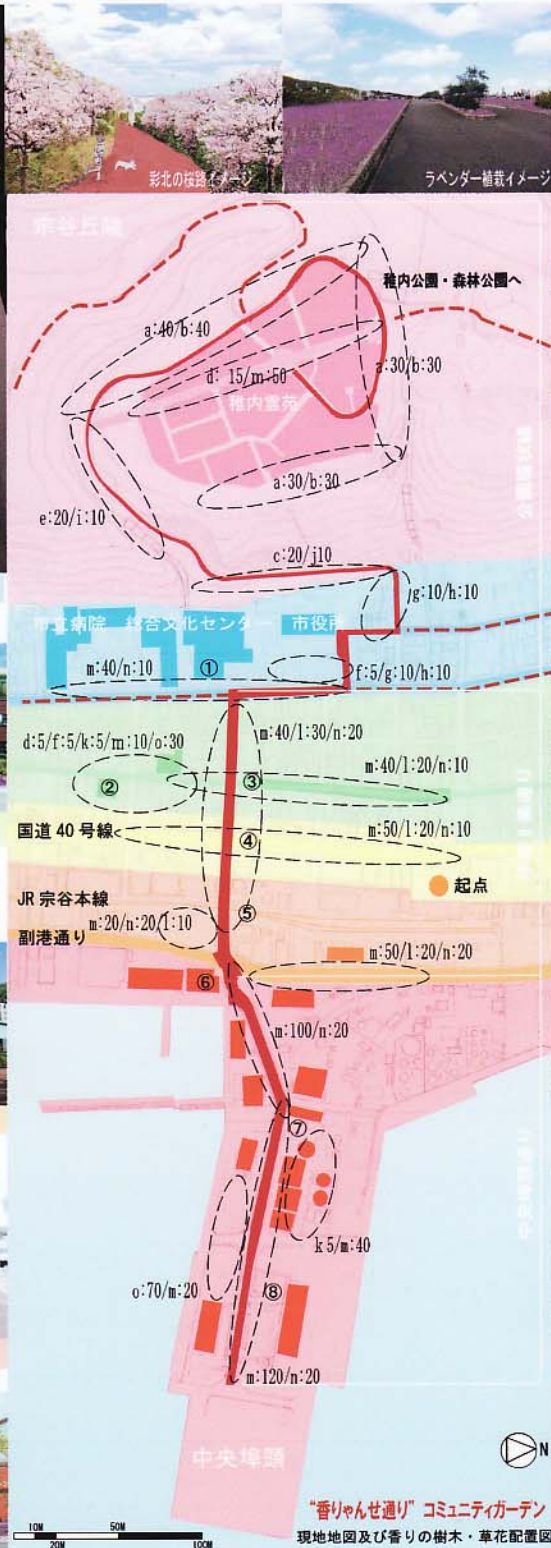 彩北の桜路イメージ
ラベンダー植栽イメージ
宗谷丘陵
稚内公園・森林公園へ
a:40/b:40
a:30/b:30
d: 15/m:50
稚内霊苑
a:30/b:30
e:20/i:10
c:20/j10
g:10/h:10
市立病院 総合文化センター 市役所
m:40/n:10
①
f:5/g:10/h:10
d:5/f:5/k:5/m:10/o:30
m:40/l:30/n:20
m:40/l:20/n:10
②
③
国道40号線
m:50/l:20/n:10
④
起点
JR宗谷本線
⑤
副港通り
m:20/n:20/l:10
m:50/l:20/n:20
⑥
m:100/n:20
⑦
k 5/m:40
o:70/m:20
⑧
m:120/n:20
中央埠頭
N
"香りゃんせ通り" コミュニティガーデン
現地地図及び香りの樹木・草花配置図
10M 50M
20M 100M